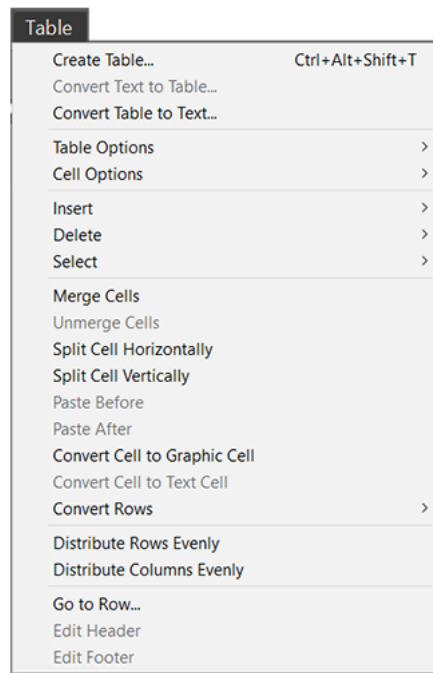 Table
Create Table... Ctrl+Alt+Shift+T
Convert Text to Table...
Convert Table to Text...
Table Options
Cell Options
Insert
Delete
Select
Merge Cells
Unmerge Cells
Split Cell Horizontally
Split Cell Vertically
Paste Before
Paste After
Convert Cell to Graphic Cell
Convert Cell to Text Cell
Convert Rows
Distribute Rows Evenly
Distribute Columns Evenly
Go to Row...
Edit Header
Edit Footer